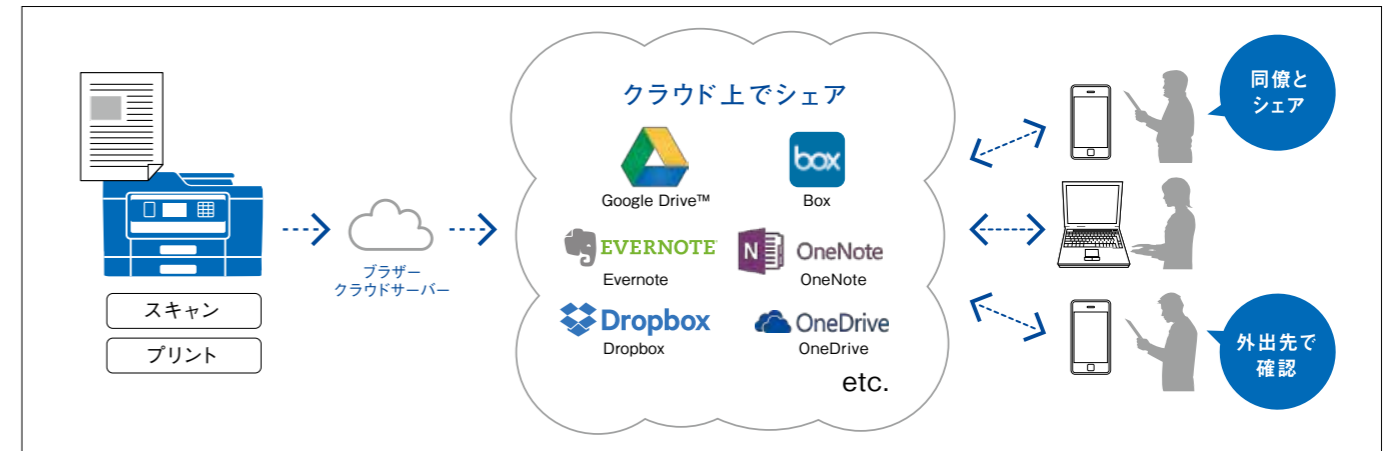 スキャン
プリント
ブラザー
クラウドサーバー
クラウド上でシェア
Google Drive™
box
Box
EVERNOTE
Evernote
N
OneNote
OneNote
Dropbox
Dropbox
OneDrive
OneDrive
etc.
同僚と
シェア
外出先で
確認